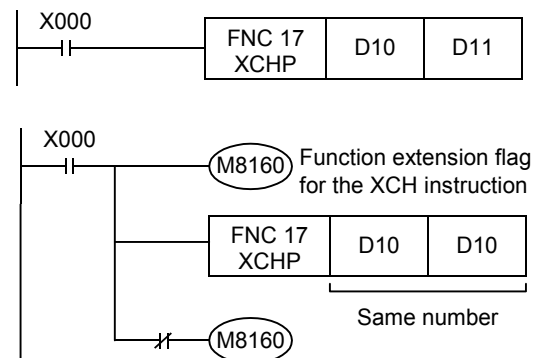 X000
FNC 17
XCHP
D10
D11
X000
M8160
Function extension flag
for the XCH instruction
FNC 17
XCHP
D10
D10
Same number
M8160